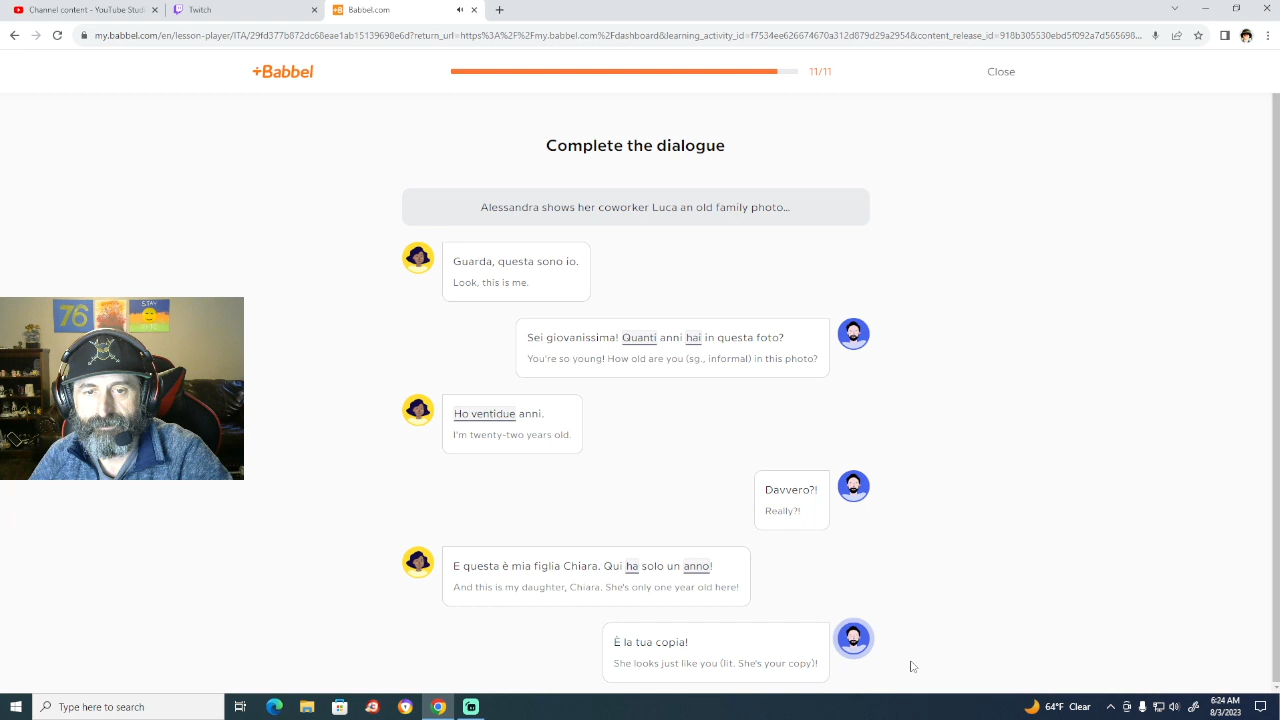 Channel content - YouTube Studi
Twitch
Babbel.com
my.babbel.com/en/lesson-player/ITA/29fd377b872dc68eae1ab15139698e6d?return_url=https%3A%2F%2Fmy.babbel.com%2Fdashboard&learning_activity_id=f7534ee626674670a312d879d29a2954&content_release_id=918b305530ebd5f092a7d565698...
+Babbel
11/11
Close
Complete the dialogue
Alessandra shows her coworker Luca an old family photo...
Guarda, questa sono io.
Look, this is me.
Sei giovanissima! Quanti anni hai in questa foto?
You're so young! How old are you (sg., informal) in this photo?
Ho ventidue anni.
I'm twenty-two years old.
Davvero?!
Really?!
E questa è mia figlia Chiara. Qui ha solo un anno!
And this is my daughter, Chiara. She's only one year old here!
È la tua copia!
She looks just like you (lit. She's your copy)!
76
STAY
Type here to search
64°F Clear
6:24 AM
8/3/2023